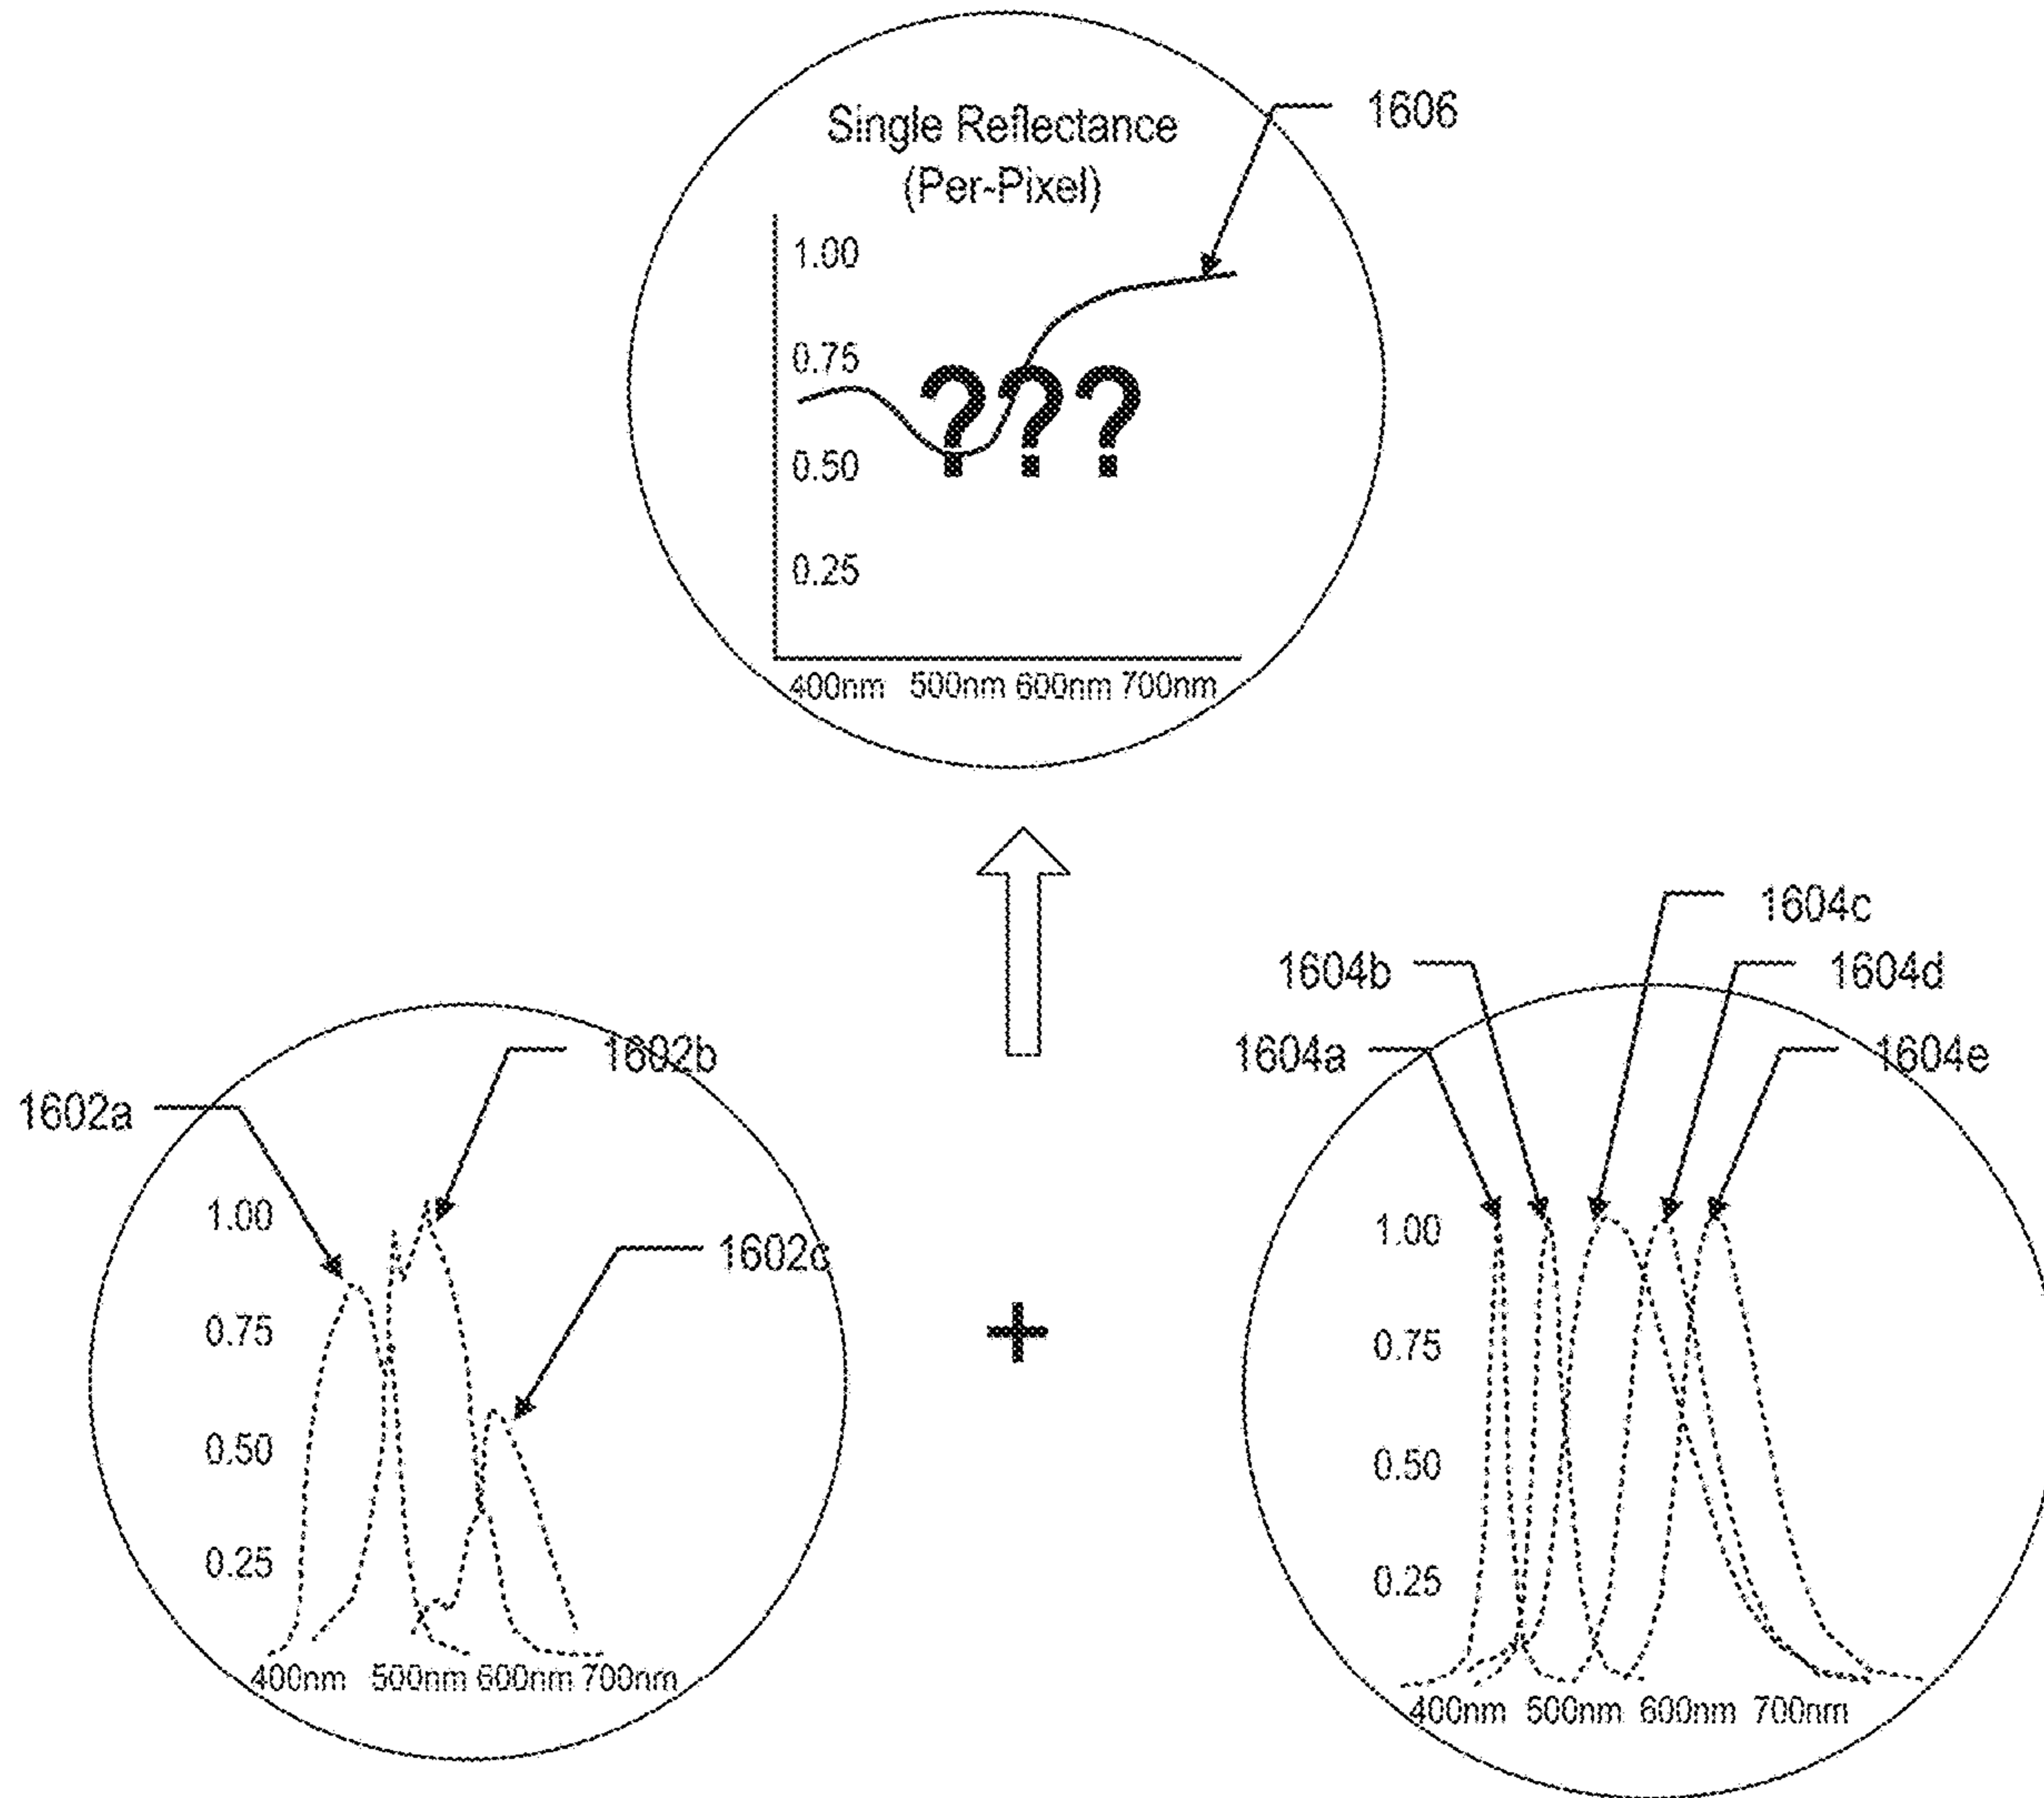 Single Reflectance
(Per-Pixel)
1606
1.00
0.75
???
0.50
0.25
400nm 500nm 600nm 700nm
1604c
1604b
1604d
1604a
1604e
1602b
1602a
1602c
1.00
0.75
0.50
0.25
400nm 500nm 600nm 700nm
+
1.00
0.75
0.50
0.25
400nm 500nm 600nm 700nm